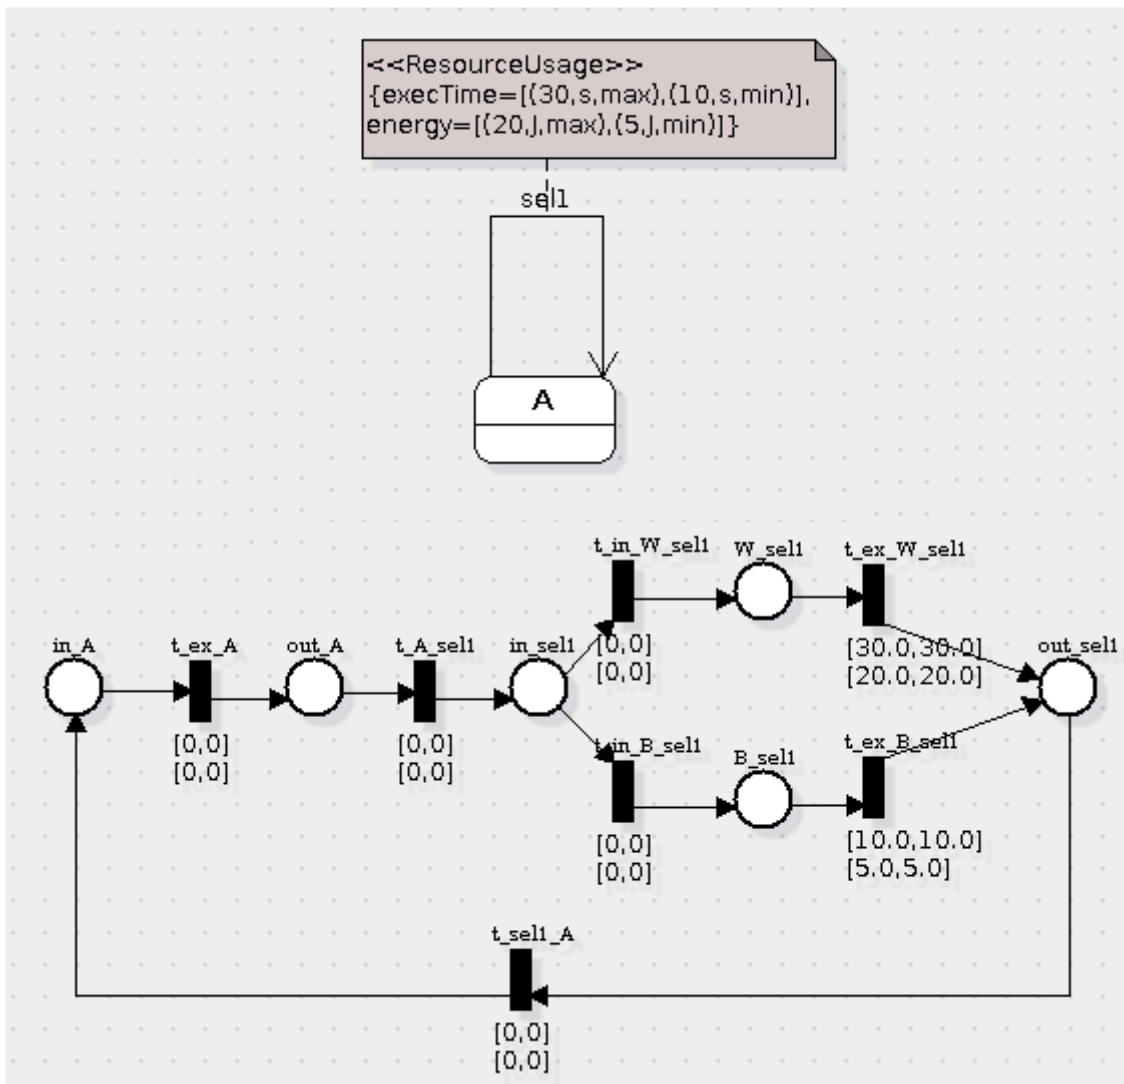 <<ResourceUsage>>
{execTime=[(30,s,max),(10,s,min)],
energy=[(20,J,max),(5,J,min)]}
sel1
A
t_in_W_sel1
W_sel1
t_ex_W_sel1
in_A
t_ex_A
out_A
t_A_sel1
in_sel1
[0,0]
[0,0]
[30.0,30.0]
[20.0,20.0]
out_sel1
[0,0]
[0,0]
[0,0]
[0,0]
t_in_B_sel1
B_sel1
t_ex_B_sel1
[0,0]
[0,0]
[10.0,10.0]
[5.0,5.0]
t_sel1_A
[0,0]
[0,0]